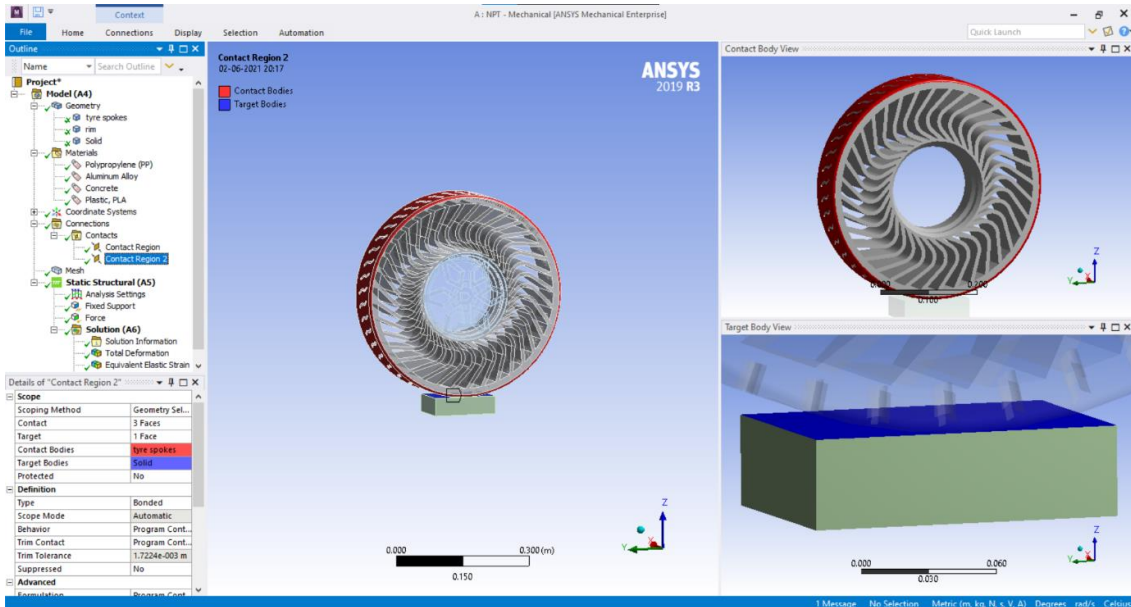 Context
A : NPT - Mechanical [ANSYS Mechanical Enterprise]
File Home Connections Display Selection Automation
Quick Launch
Outline
Name Search Outline
Project*
Model (A4)
Geometry
tyre spokes
rim
Solid
Materials
Polypropylene (PP)
Aluminum Alloy
Concrete
Plastic, PLA
Coordinate Systems
Connections
Contacts
Contact Region
Contact Region 2
Mesh
Static Structural (A5)
Analysis Settings
Fixed Support
Force
Solution (A6)
Solution Information
Total Deformation
Equivalent Elastic Strain
Details of "Contact Region 2"
Scope
Scoping Method Geometry Sel...
Contact 3 Faces
Target 1 Face
Contact Bodies tyre spokes
Target Bodies Solid
Protected No
Definition
Type Bonded
Scope Mode Automatic
Behavior Program Cont...
Trim Contact Program Cont...
Trim Tolerance 1.7224e-003 m
Suppressed No
Advanced
Formulation Program Cont...
Contact Region 2
02-06-2021 20:17
Contact Bodies
Target Bodies
ANSYS
2019 R3
Z
Y
X
0.000 0.300 (m)
0.150
Contact Body View
Z
Y
X
0.000 0.200
0.100
Target Body View
Z
Y
X
0.000 0.060
0.030
1 Message No Selection Metric (m, kg, N, s, V, A) Degrees rad/s Celsius